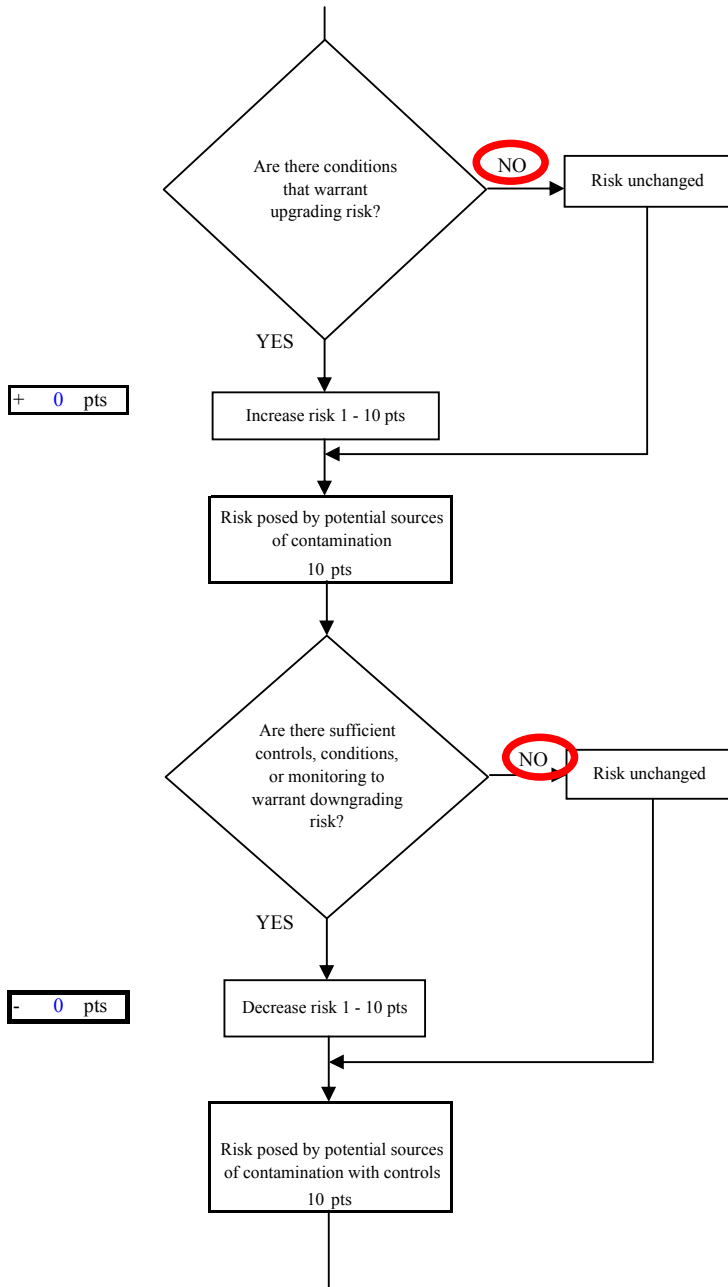 Are there conditions
that warrant
upgrading risk?
NO
Risk unchanged
YES
+ 0 pts
Increase risk 1 - 10 pts
Risk posed by potential sources
of contamination
10 pts
Are there sufficient
controls, conditions,
or monitoring to
warrant downgrading
risk?
NO
Risk unchanged
YES
- 0 pts
Decrease risk 1 - 10 pts
Risk posed by potential sources
of contamination with controls
10 pts